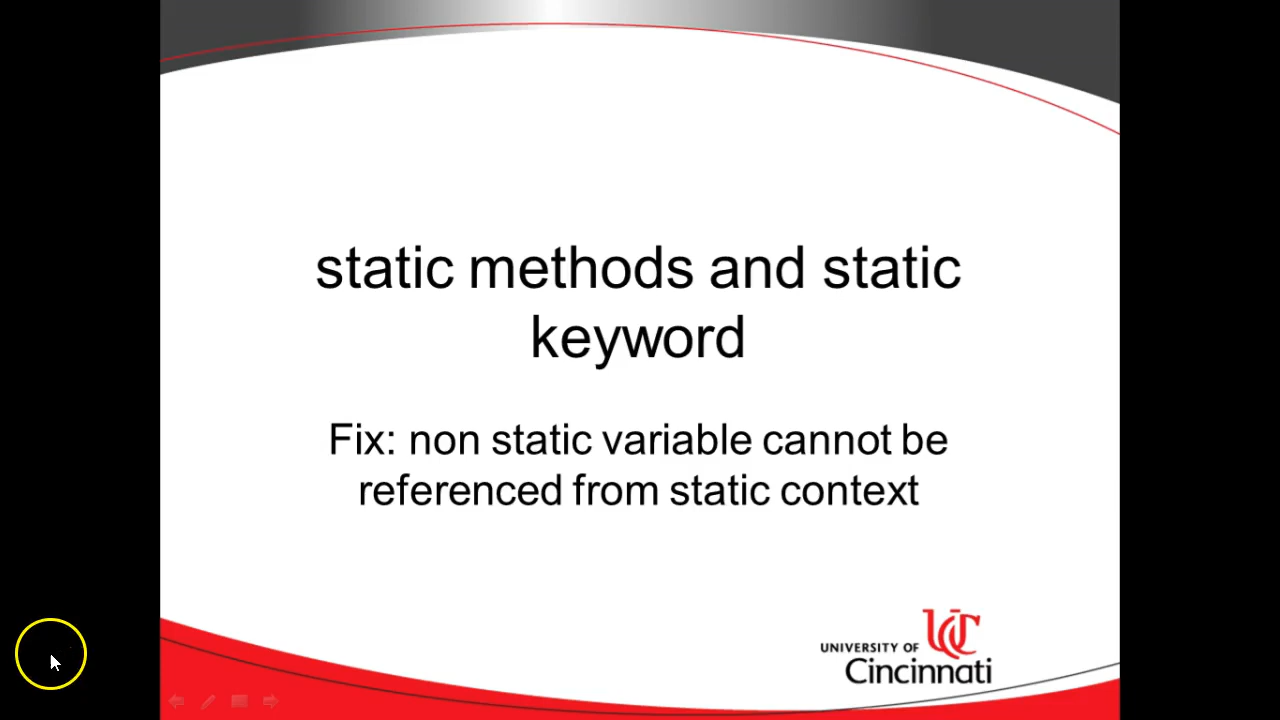 static methods and static
keyword
Fix: non static variable cannot be
referenced from static context
UC
UNIVERSITY OF
Cincinnati